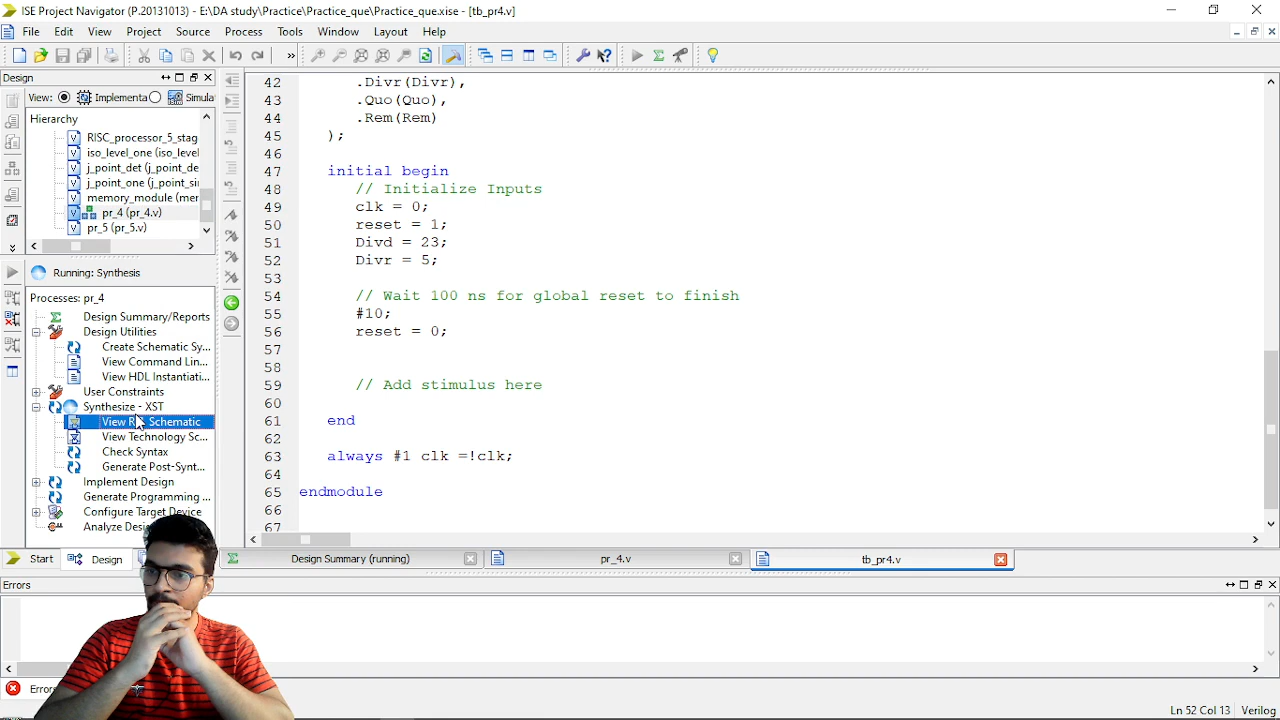 ISE Project Navigator (P.20131013) - E:\DA study\Practice\Practice_que\Practice_que.xise - [tb_pr4.v]
File Edit View Project Source Process Tools Window Layout Help
Design
View: Implementa Simula
Hierarchy
RISC_processor_5_stag
iso_level_one (iso_level
j_point_det (j_point_de
j_point_one (j_point_si
memory_module (mer
pr_4 (pr_4.v)
pr_5 (pr_5.v)
Running: Synthesis
Processes: pr_4
Design Summary/Reports
Design Utilities
Create Schematic Sy...
View Command Lin...
View HDL Instantiati...
User Constraints
Synthesize - XST
View Schematic
View Technology Sc...
Check Syntax
Generate Post-Synt...
Implement Design
Generate Programming ...
Configure Target Device
Analyze
42 .Divr(Divr),
43 .Quo(Quo),
44 .Rem(Rem)
45 );
46
47 initial begin
48 // Initialize Inputs
49 clk = 0;
50 reset = 1;
51 Divd = 23;
52 Divr = 5;
53
54 // Wait 100 ns for global reset to finish
55 #10;
56 reset = 0;
57
58
59 // Add stimulus here
60
61 end
62
63 always #1 clk =!clk;
64
65 endmodule
66
67
Start Design Design Summary (running) pr_4.v tb_pr4.v
Errors
Ln 52 Col 13 Verilog